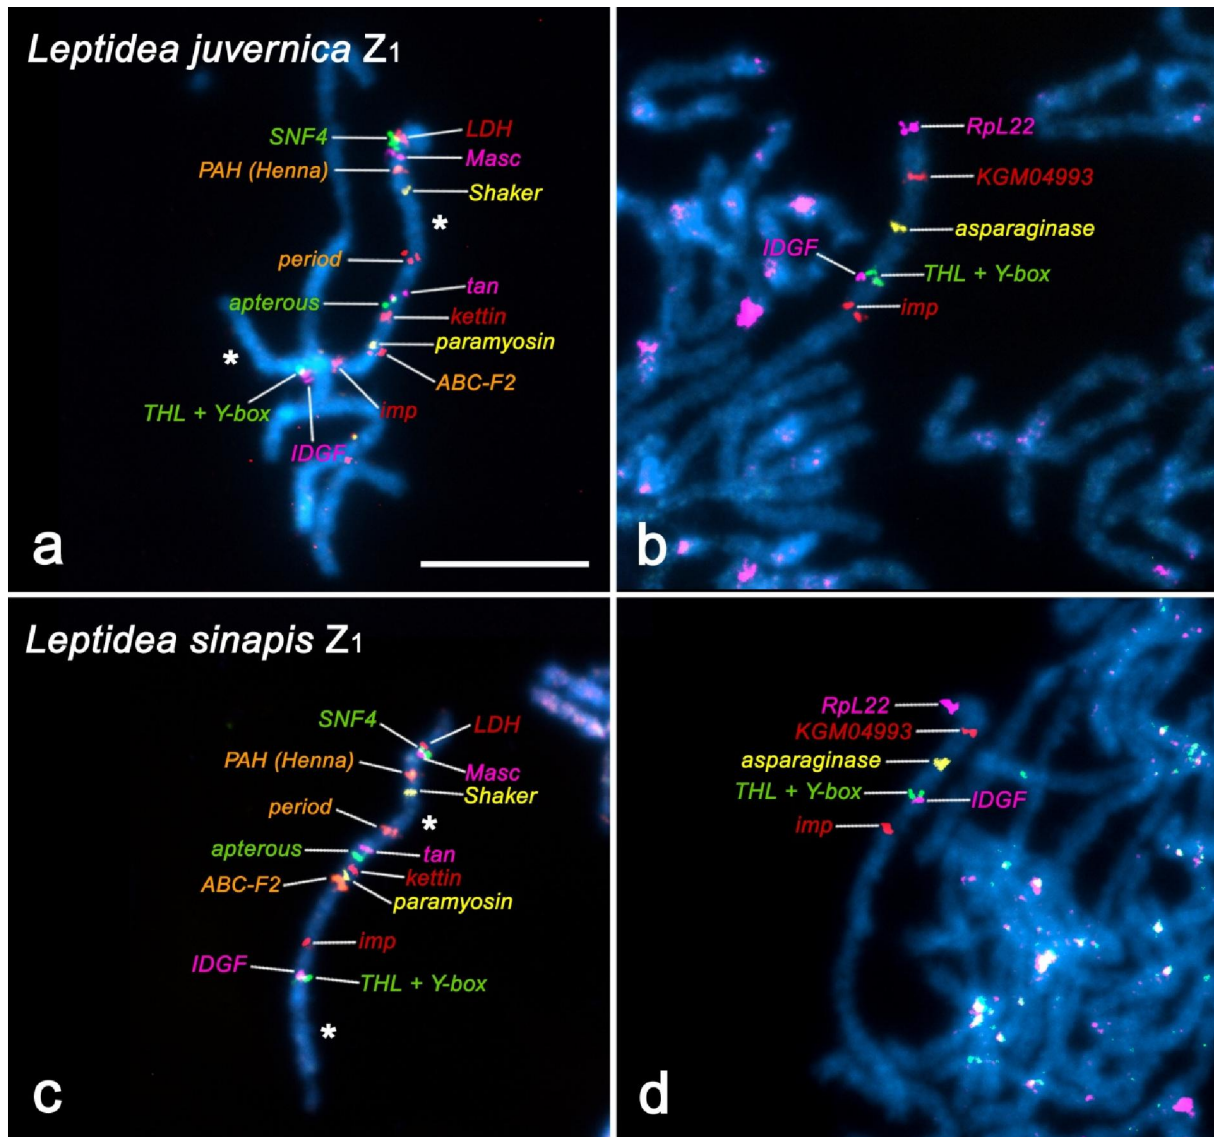 Leptidea juvernica Z1
SNF4
LDH
Masc
PAH (Henna)
Shaker
*
period
tan
apterous
kettin
paramyosin
*
ABC-F2
THL + Y-box
imp
IDGF
a
RpL22
KGM04993
asparaginase
IDGF
THL + Y-box
imp
b
Leptidea sinapis Z1
SNF4
LDH
PAH (Henna)
Masc
Shaker
period
*
apterous
tan
kettin
ABC-F2
paramyosin
imp
IDGF
THL + Y-box
*
c
RpL22
KGM04993
asparaginase
THL + Y-box
IDGF
imp
d